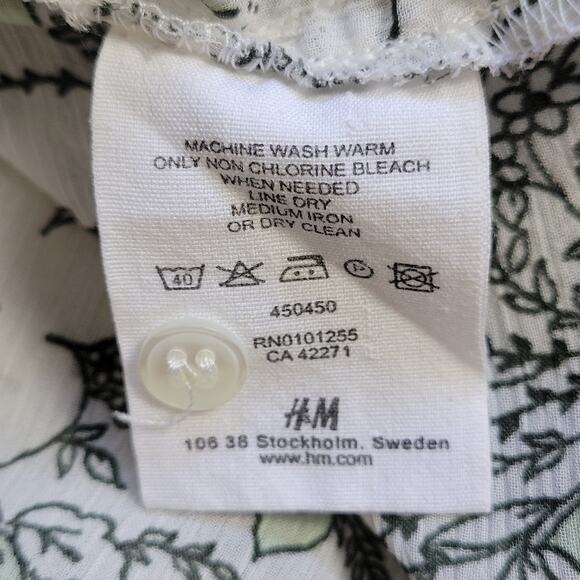 MACHINE WASH WARM
ONLY NON CHLORINE BLEACH
WHEN NEEDED
LINE DRY
MEDIUM IRON
OR DRY CLEAN
40
450450
RN0101255
CA 42271
H&M
106 38 Stockholm. Sweden
www.hm.com